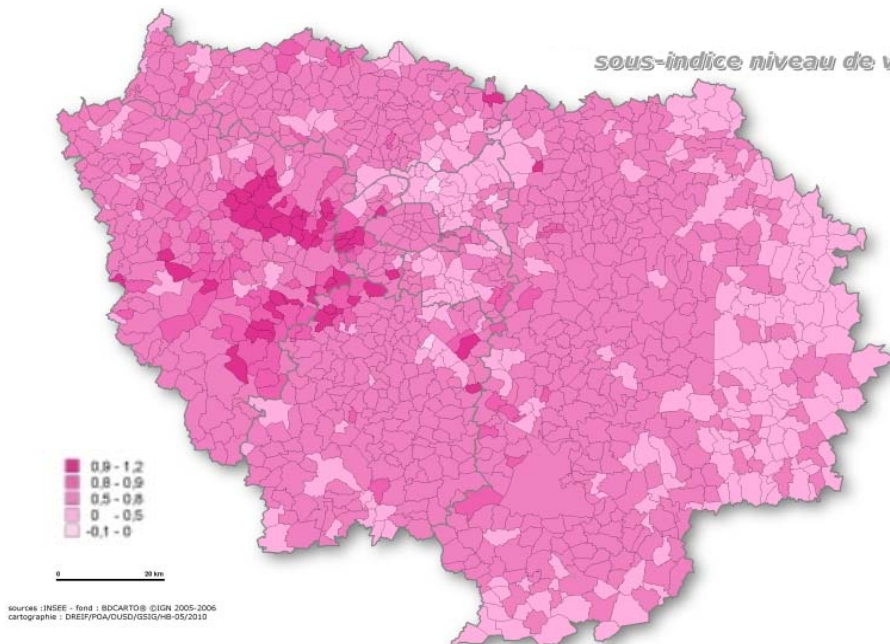 sous-indice niveau de v
0,9 - 1,2
0,8 - 0,9
0,5 - 0,8
0 - 0,5
-0,1 - 0
0 20 km
sources :INSEE - fond : BDCARTO® ©IGN 2005-2006
cartographie : DREIF/POA/DUSD/GSIG/HB-05/2010